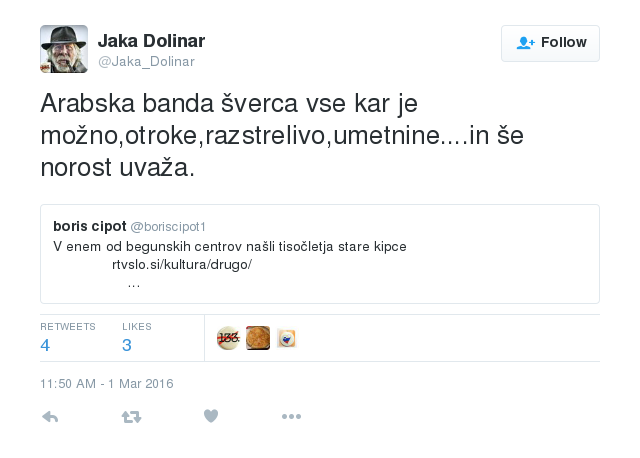 Jaka Dolinar
@Jaka_Dolinar
Follow
Arabska banda šverca vse kar je
možno,otroke,razstrelivo,umetnine....in še
norost uvaža.
boris cipot @boriscipot1
V enem od begunskih centrov našli tisočletja stare kipce
rtvslo.si/kultura/drugo/
...
RETWEETS LIKES
4 3
11:50 AM - 1 Mar 2016